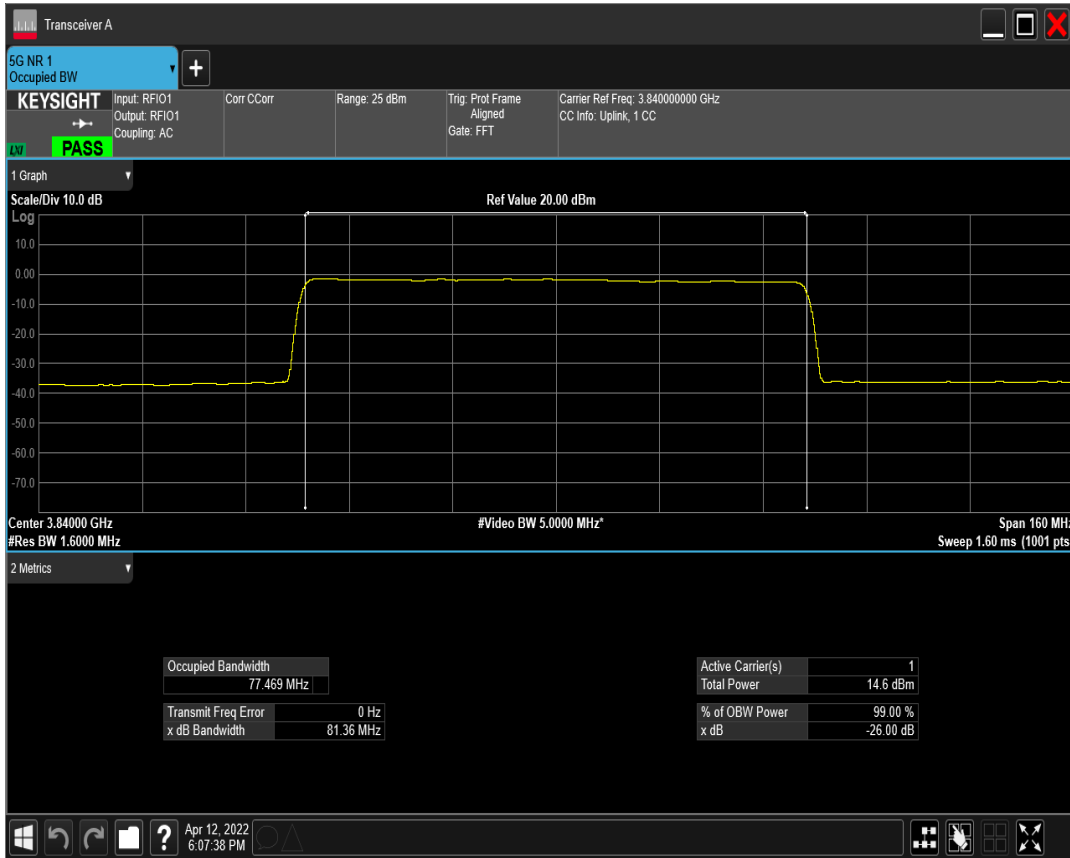 Transceiver A
5G NR 1
Occupied BW
KEYSIGHT
LXI
PASS
Input: RFIO1
Output: RFIO1
Coupling: AC
Corr CCorr
Range: 25 dBm
Trig: Prot Frame
Aligned
Gate: FFT
Carrier Ref Freq: 3.840000000 GHz
CC Info: Uplink, 1 CC
1 Graph
Scale/Div 10.0 dB
Ref Value 20.00 dBm
Log
10.0
0.00
-10.0
-20.0
-30.0
-40.0
-50.0
-60.0
-70.0
Center 3.84000 GHz
#Video BW 5.0000 MHz*
Span 160 MHz
#Res BW 1.6000 MHz
Sweep 1.60 ms (1001 pts
2 Metrics
Occupied Bandwidth
77.469 MHz
Transmit Freq Error 0 Hz
x dB Bandwidth 81.36 MHz
Active Carrier(s) 1
Total Power 14.6 dBm
% of OBW Power 99.00 %
x dB -26.00 dB
?
Apr 12, 2022
6:07:38 PM